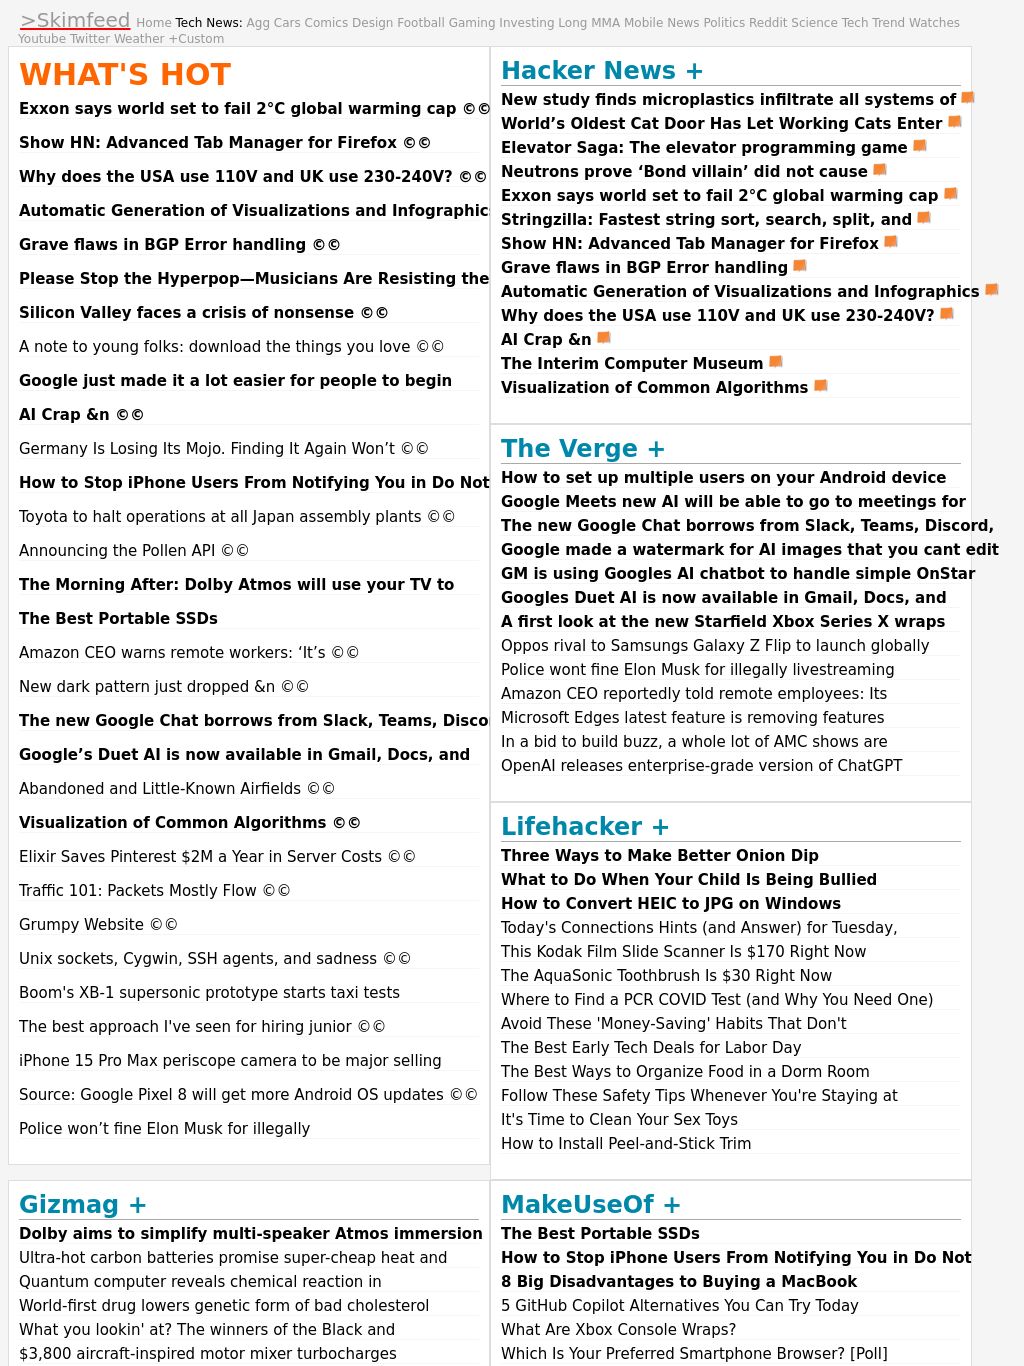 >Skimfeed Home Tech News: Agg Cars Comics Design Football Gaming Investing Long MMA Mobile News Politics Reddit Science Tech Trend Watches
Youtube Twitter Weather +Custom
WHAT'S HOT
Exxon says world set to fail 2°C global warming cap ©©
Show HN: Advanced Tab Manager for Firefox ©©
Why does the USA use 110V and UK use 230-240V? ©©
Automatic Generation of Visualizations and Infographics
Grave flaws in BGP Error handling ©©
Please Stop the Hyperpop—Musicians Are Resisting the
Silicon Valley faces a crisis of nonsense ©©
A note to young folks: download the things you love ©©
Google just made it a lot easier for people to begin
AI Crap &n ©©
Germany Is Losing Its Mojo. Finding It Again Won’t ©©
How to Stop iPhone Users From Notifying You in Do Not
Toyota to halt operations at all Japan assembly plants ©©
Announcing the Pollen API ©©
The Morning After: Dolby Atmos will use your TV to
The Best Portable SSDs
Amazon CEO warns remote workers: ‘It’s ©©
New dark pattern just dropped &n ©©
The new Google Chat borrows from Slack, Teams, Disco
Google’s Duet AI is now available in Gmail, Docs, and
Abandoned and Little-Known Airfields ©©
Visualization of Common Algorithms ©©
Elixir Saves Pinterest $2M a Year in Server Costs ©©
Traffic 101: Packets Mostly Flow ©©
Grumpy Website ©©
Unix sockets, Cygwin, SSH agents, and sadness ©©
Boom's XB-1 supersonic prototype starts taxi tests
The best approach I've seen for hiring junior ©©
iPhone 15 Pro Max periscope camera to be major selling
Source: Google Pixel 8 will get more Android OS updates ©©
Police won’t fine Elon Musk for illegally
Hacker News +
New study finds microplastics infiltrate all systems of
World’s Oldest Cat Door Has Let Working Cats Enter
Elevator Saga: The elevator programming game
Neutrons prove ‘Bond villain’ did not cause
Exxon says world set to fail 2°C global warming cap
Stringzilla: Fastest string sort, search, split, and
Show HN: Advanced Tab Manager for Firefox
Grave flaws in BGP Error handling
Automatic Generation of Visualizations and Infographics
Why does the USA use 110V and UK use 230-240V?
AI Crap &n
The Interim Computer Museum
Visualization of Common Algorithms
The Verge +
How to set up multiple users on your Android device
Google Meets new AI will be able to go to meetings for
The new Google Chat borrows from Slack, Teams, Discord,
Google made a watermark for AI images that you cant edit
GM is using Googles AI chatbot to handle simple OnStar
Googles Duet AI is now available in Gmail, Docs, and
A first look at the new Starfield Xbox Series X wraps
Oppos rival to Samsungs Galaxy Z Flip to launch globally
Police wont fine Elon Musk for illegally livestreaming
Amazon CEO reportedly told remote employees: Its
Microsoft Edges latest feature is removing features
In a bid to build buzz, a whole lot of AMC shows are
OpenAI releases enterprise-grade version of ChatGPT
Lifehacker +
Three Ways to Make Better Onion Dip
What to Do When Your Child Is Being Bullied
How to Convert HEIC to JPG on Windows
Today's Connections Hints (and Answer) for Tuesday,
This Kodak Film Slide Scanner Is $170 Right Now
The AquaSonic Toothbrush Is $30 Right Now
Where to Find a PCR COVID Test (and Why You Need One)
Avoid These 'Money-Saving' Habits That Don't
The Best Early Tech Deals for Labor Day
The Best Ways to Organize Food in a Dorm Room
Follow These Safety Tips Whenever You're Staying at
It's Time to Clean Your Sex Toys
How to Install Peel-and-Stick Trim
Gizmag +
Dolby aims to simplify multi-speaker Atmos immersion
Ultra-hot carbon batteries promise super-cheap heat and
Quantum computer reveals chemical reaction in
World-first drug lowers genetic form of bad cholesterol
What you lookin' at? The winners of the Black and
$3,800 aircraft-inspired motor mixer turbocharges
MakeUseOf +
The Best Portable SSDs
How to Stop iPhone Users From Notifying You in Do Not
8 Big Disadvantages to Buying a MacBook
5 GitHub Copilot Alternatives You Can Try Today
What Are Xbox Console Wraps?
Which Is Your Preferred Smartphone Browser? [Poll]